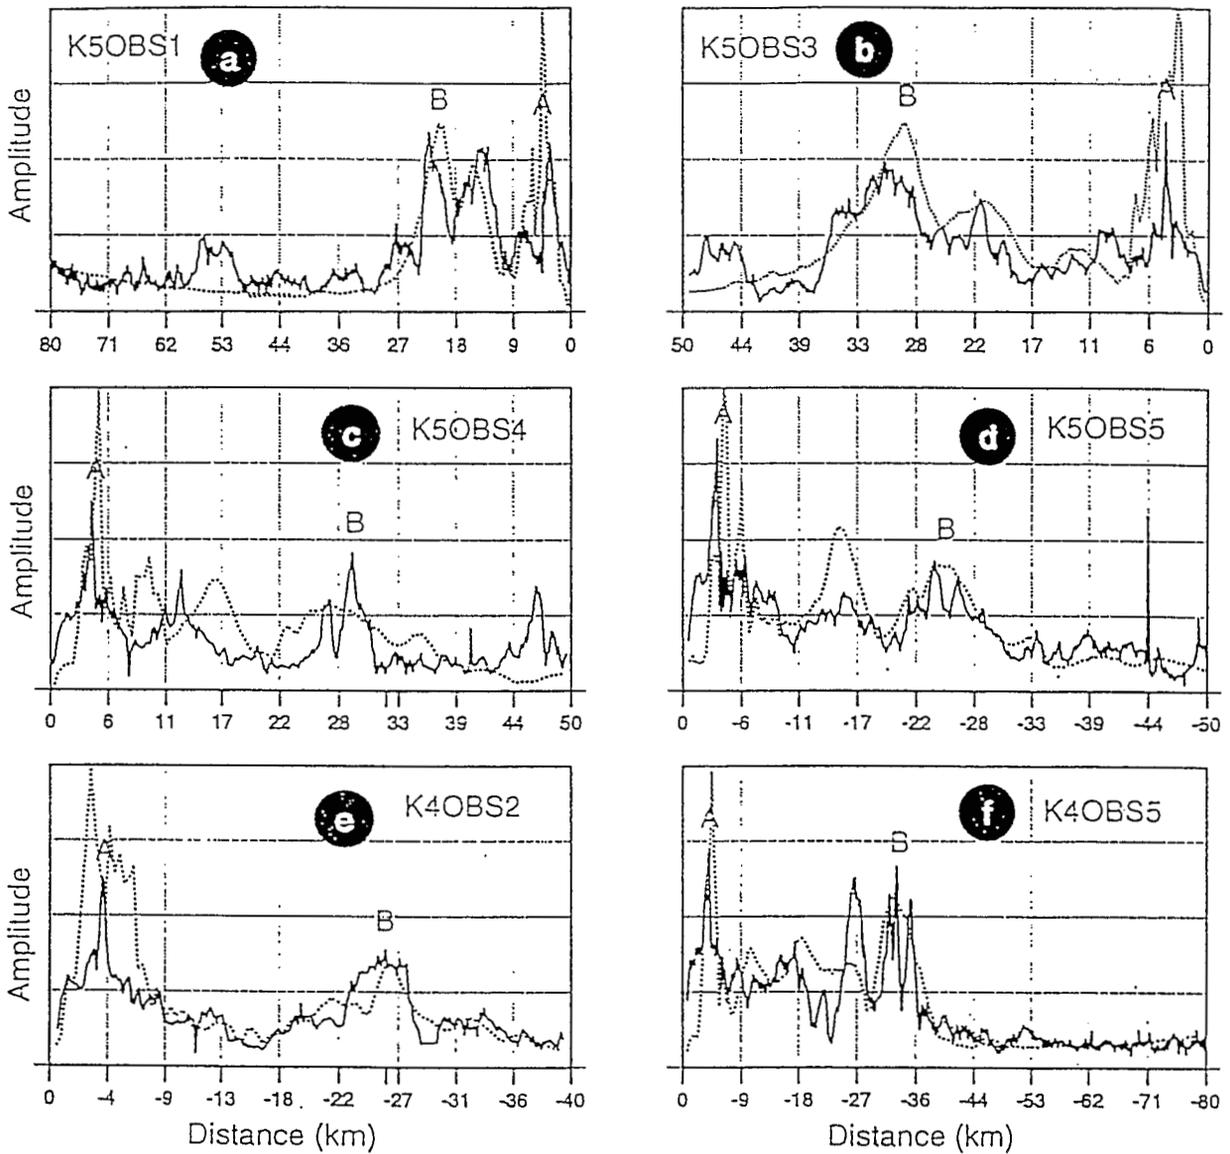 K5OBS1 a
B
A
Amplitude
80 71 62 53 44 36 27 18 9 0
K5OBS3 b
B
A
50 44 39 33 28 22 17 11 6 0
c K5OBS4
A
B
Amplitude
0 6 11 17 22 28 33 39 44 50
d K5OBS5
A
B
0 -6 -11 -17 -22 -28 -33 -39 -44 -50
e K4OBS2
A
B
Amplitude
0 -4 -9 -13 -18 -22 -27 -31 -36 -40
Distance (km)
f K4OBS5
A
B
0 -9 -18 -27 -36 -44 -53 -62 -71 -80
Distance (km)